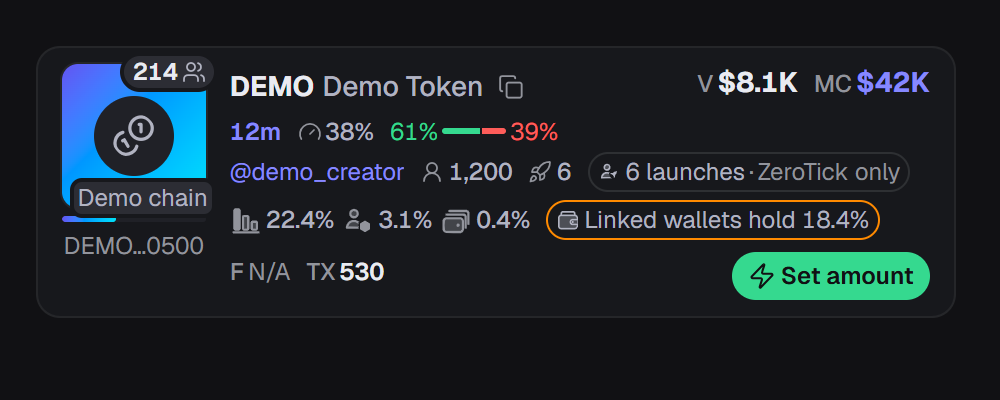 214
DEMO Demo Token
V $8.1K MC $42K
12m 38% 61% 39%
@demo_creator 1,200 6 6 launches · ZeroTick only
Demo chain
22.4% 3.1% 0.4% Linked wallets hold 18.4%
DEMO...0500
F N/A TX 530
Set amount